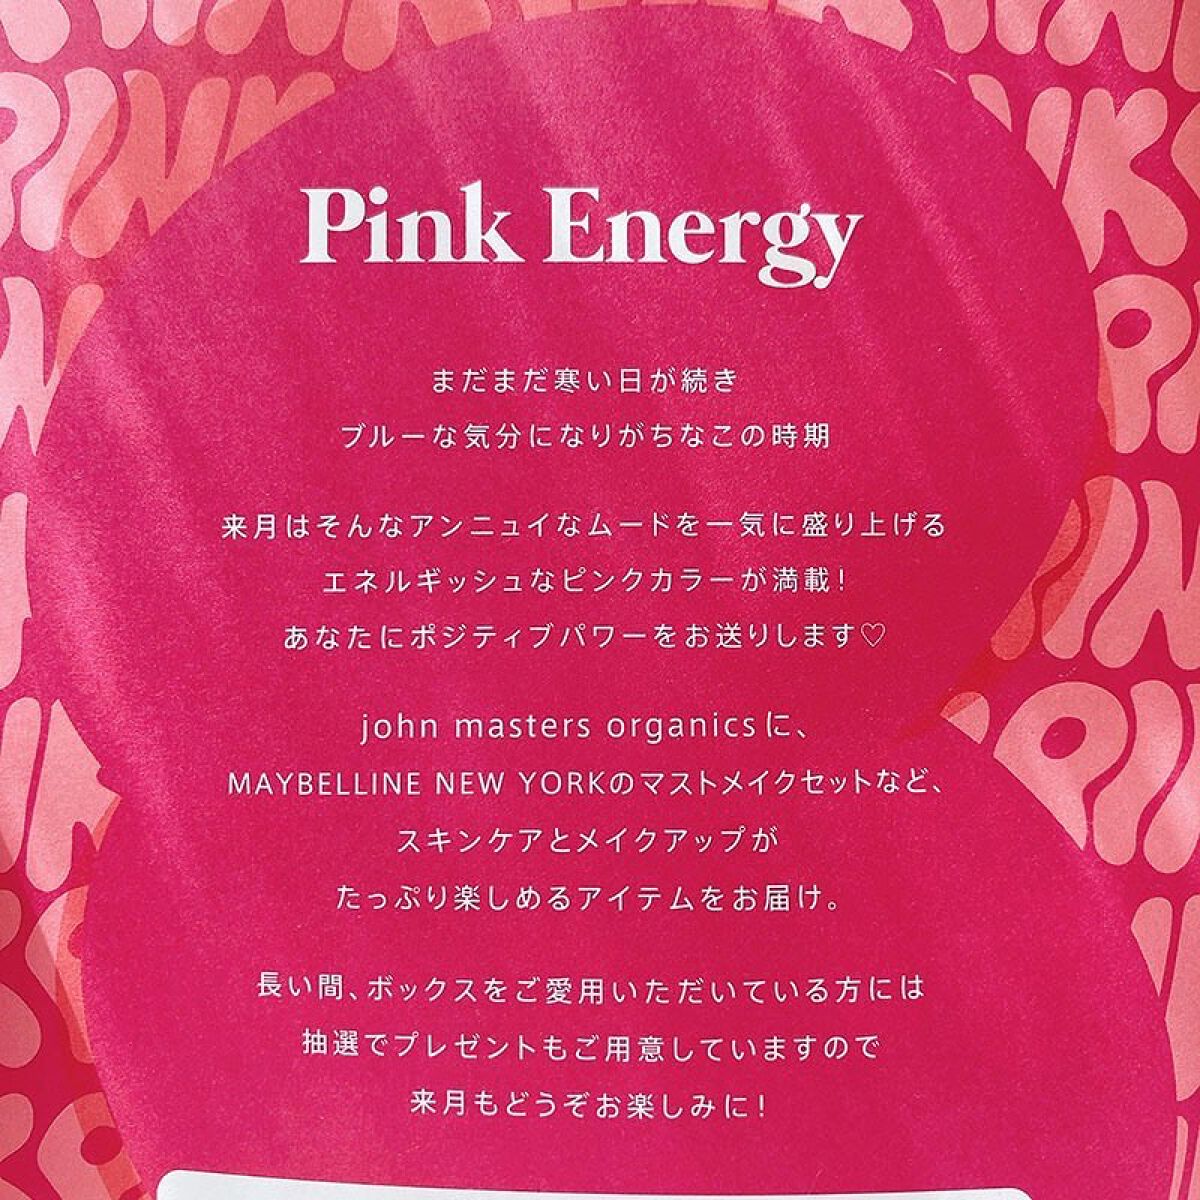 Pink Energy
まだまだ寒い日が続き
ブルーな気分になりがちなこの時期
来月はそんなアンニュイなムードを一気に盛り上げる
エネルギッシュなピンクカラーが満載！
あなたにポジティブパワーをお送りします♡
john masters organicsに、
MAYBELLINE NEW YORKのマストメイクセットなど、
スキンケアとメイクアップが
たっぷり楽しめるアイテムをお届け。
長い間、ボックスをご愛用いただいている方には
抽選でプレゼントもご用意していますので
来月もどうぞお楽しみに！